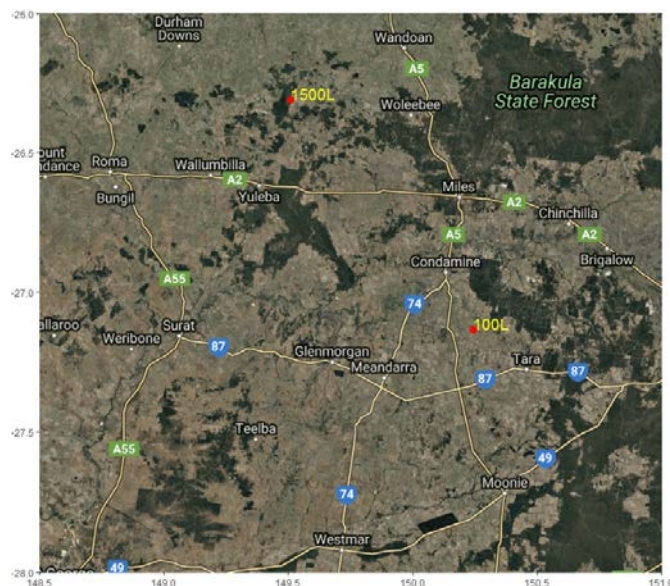 -26.0
Durham
Downs
Wandoan
A5
Barakula
State Forest
1500L
Woleebee
-26.5
ount
ndance
Roma
Wallumbilla
A2
Bungil
Yuleba
Miles
A2
Chinchilla
A5
A2
Condamine
Brigalow
A55
-27.0
74
allaroo
Surat
Weribone
87
100L
Glenmorgan
Meandarra
Tara
87
87
-27.5
Teelba
A55
49
74
Moonie
Westmar
-28.0
49
148.5
149.0
149.5
150.0
150.5